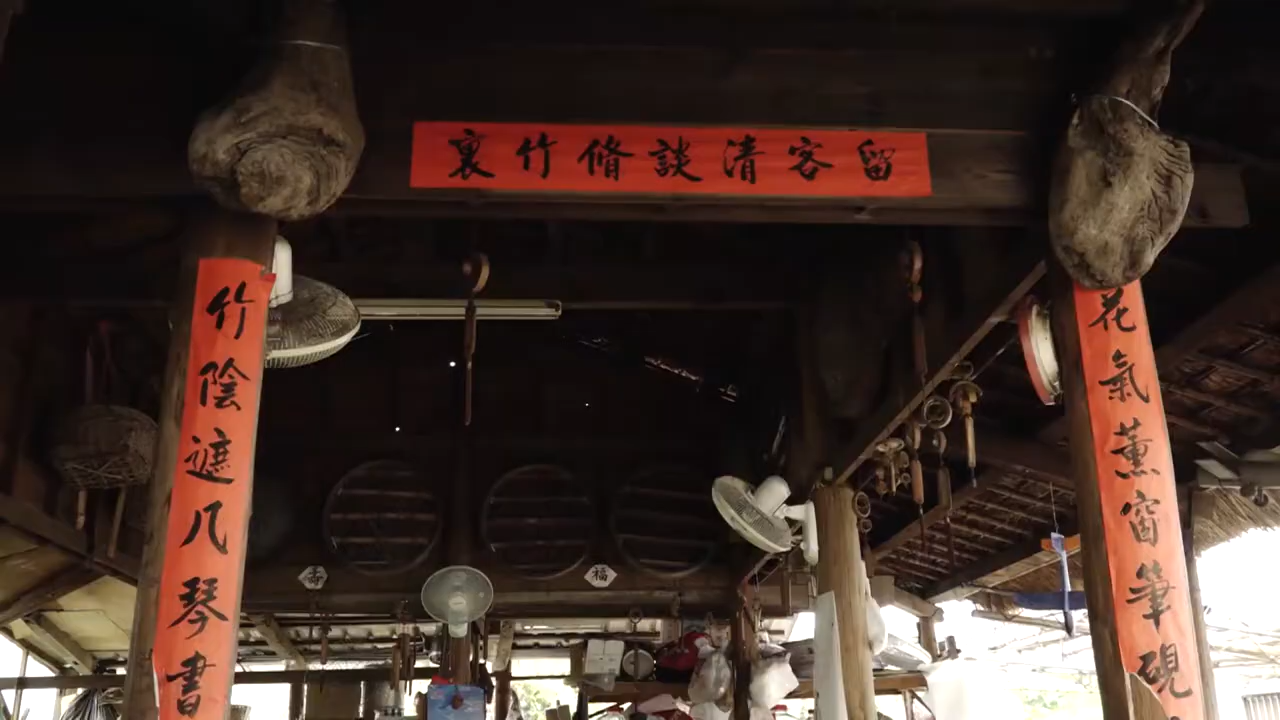 留客清談脩竹裏
花氣薰窗筆硯
竹陰遮几琴書
福
壽